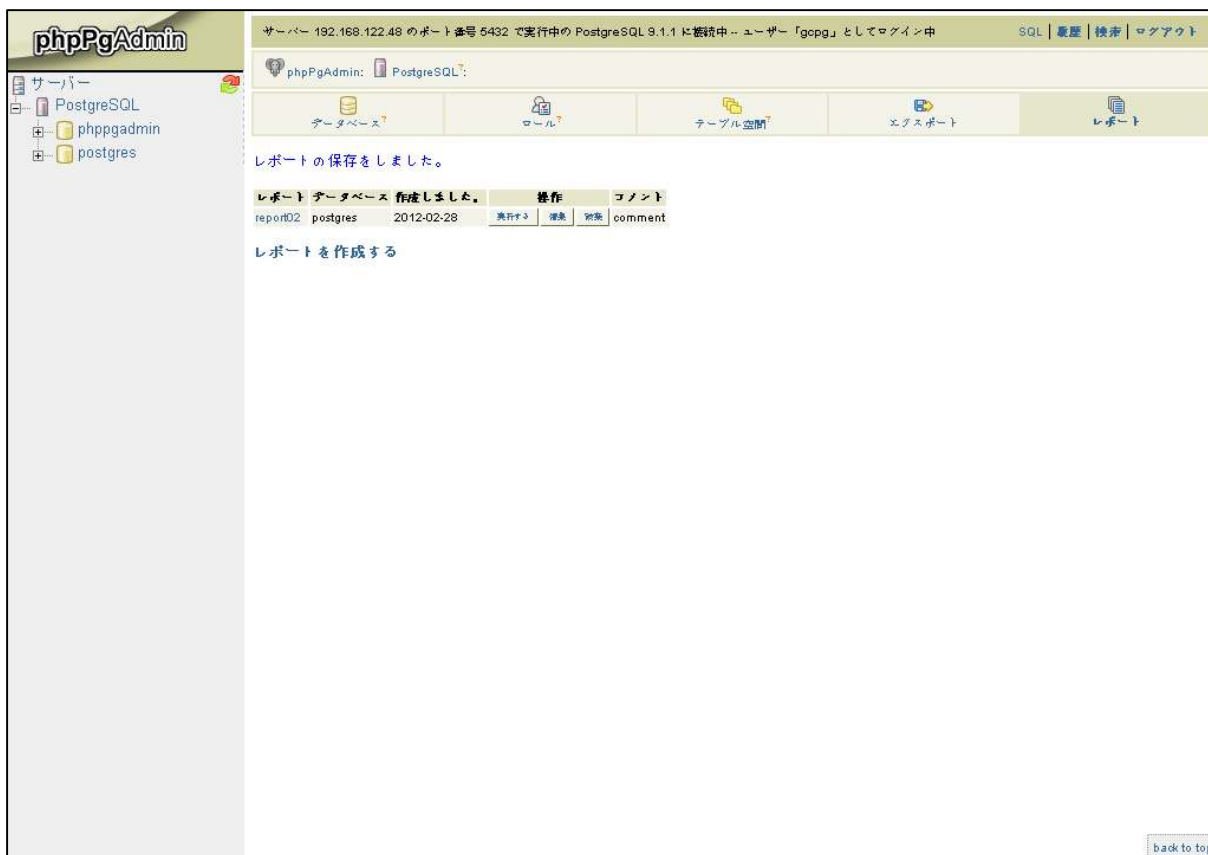 phpPgAdmin
サーバー 192.168.122.48 のポート番号 5432 で実行中の PostgreSQL 9.1.1 に接続中 -- ユーザー「gcpg」としてログイン中
SQL | 履歴 | 検索 | ログアウト
phpPgAdmin: PostgreSQL?:
サーバー
PostgreSQL
phppgadmin
postgres
データベース? ロール? テーブル空間? エクスポート レポート
レポートの保存をしました。
レポート データベース 作成しました。 操作 コメント
report02 postgres 2012-02-28 実行する 編集 破棄 comment
レポートを作成する
back to top